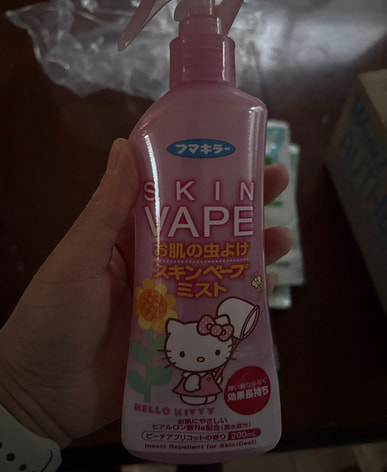 フマキラー
SKIN
VAPE
お肌の虫よけ
スキンベープ®
ミスト
効果長持ち
HELLO KITTY
お肌にやさしい
ヒアルロン酸Na配合(保水成分)
ピーチアプリコットの香り 200mL
Insect Repellent for Skin(Deet)